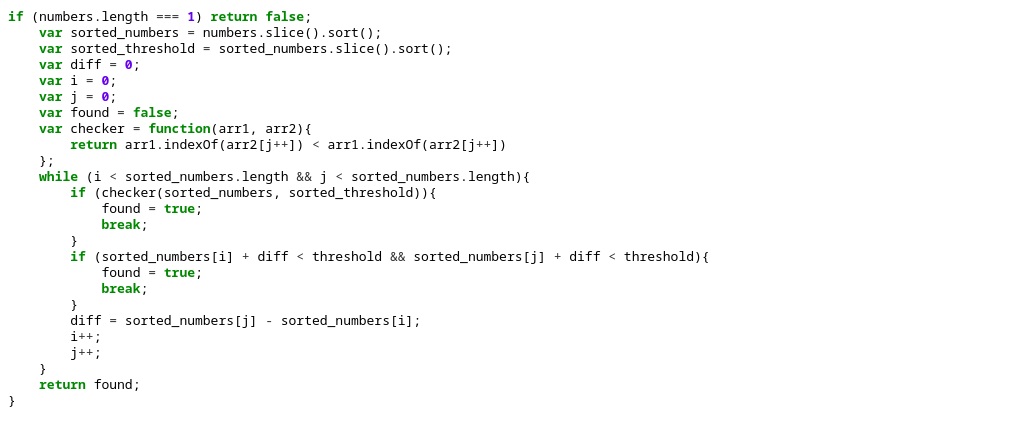 if (numbers.length === 1) return false;
    var sorted_numbers = numbers.slice().sort();
    var sorted_threshold = sorted_numbers.slice().sort();
    var diff = 0;
    var i = 0;
    var j = 0;
    var found = false;
    var checker = function(arr1, arr2){
        return arr1.indexOf(arr2[j++]) < arr1.indexOf(arr2[j++])
    };
    while (i < sorted_numbers.length && j < sorted_numbers.length){
        if (checker(sorted_numbers, sorted_threshold)){
            found = true;
            break;
        }
        if (sorted_numbers[i] + diff < threshold && sorted_numbers[j] + diff < threshold){
            found = true;
            break;
        }
        diff = sorted_numbers[j] - sorted_numbers[i];
        i++;
        j++;
    }
    return found;
}